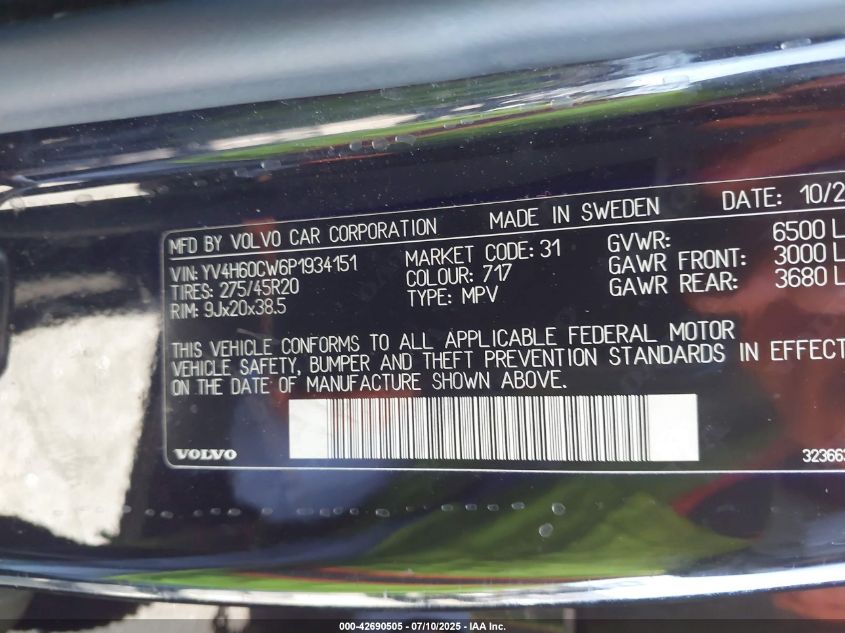 MFD BY VOLVO CAR CORPORATION MADE IN SWEDEN DATE: 10/2
VIN: YV4H60CW6P1934151 MARKET CODE: 31 GVWR: 6500 L
TIRES: 275/45R20 COLOUR: 717 GAWR FRONT: 3000 L
RIM: 9Jx20x38.5 TYPE: MPV GAWR REAR: 3680 L
THIS VEHICLE CONFORMS TO ALL APPLICABLE FEDERAL MOTOR
VEHICLE SAFETY, BUMPER AND THEFT PREVENTION STANDARDS IN EFFECT
ON THE DATE OF MANUFACTURE SHOWN ABOVE.
VOLVO 323663
000-42690505 - 07/10/2025 - IAA Inc.